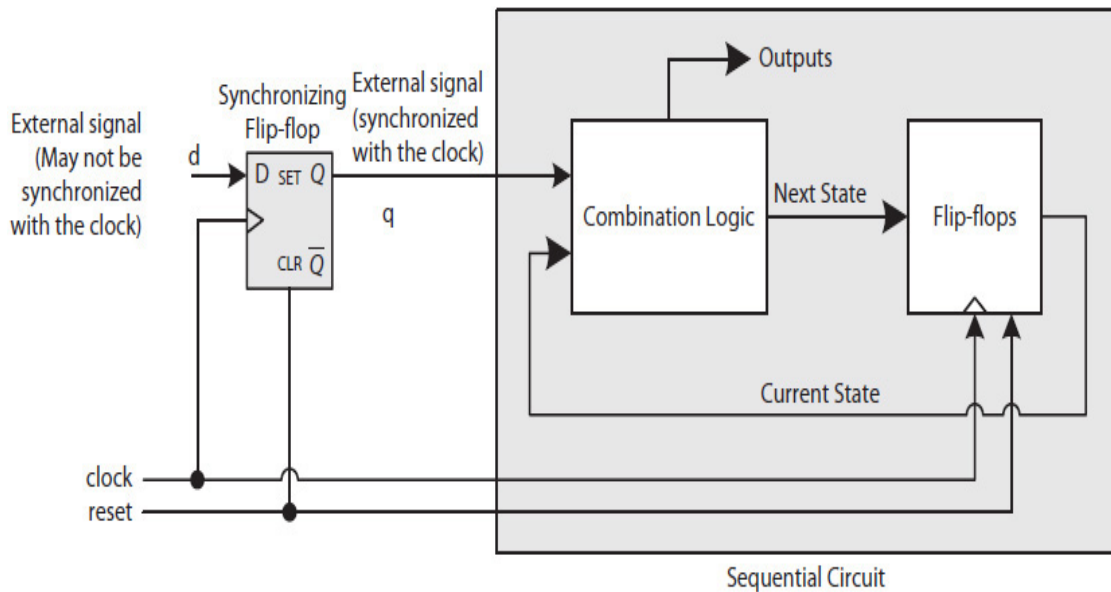 External signal
(May not be
synchronized
with the clock)
d
Synchronizing
Flip-flop
D SET Q
CLR Q̅
External signal
(synchronized
with the clock)
q
Outputs
Combination Logic
Next State
Flip-flops
Current State
clock
reset
Sequential Circuit